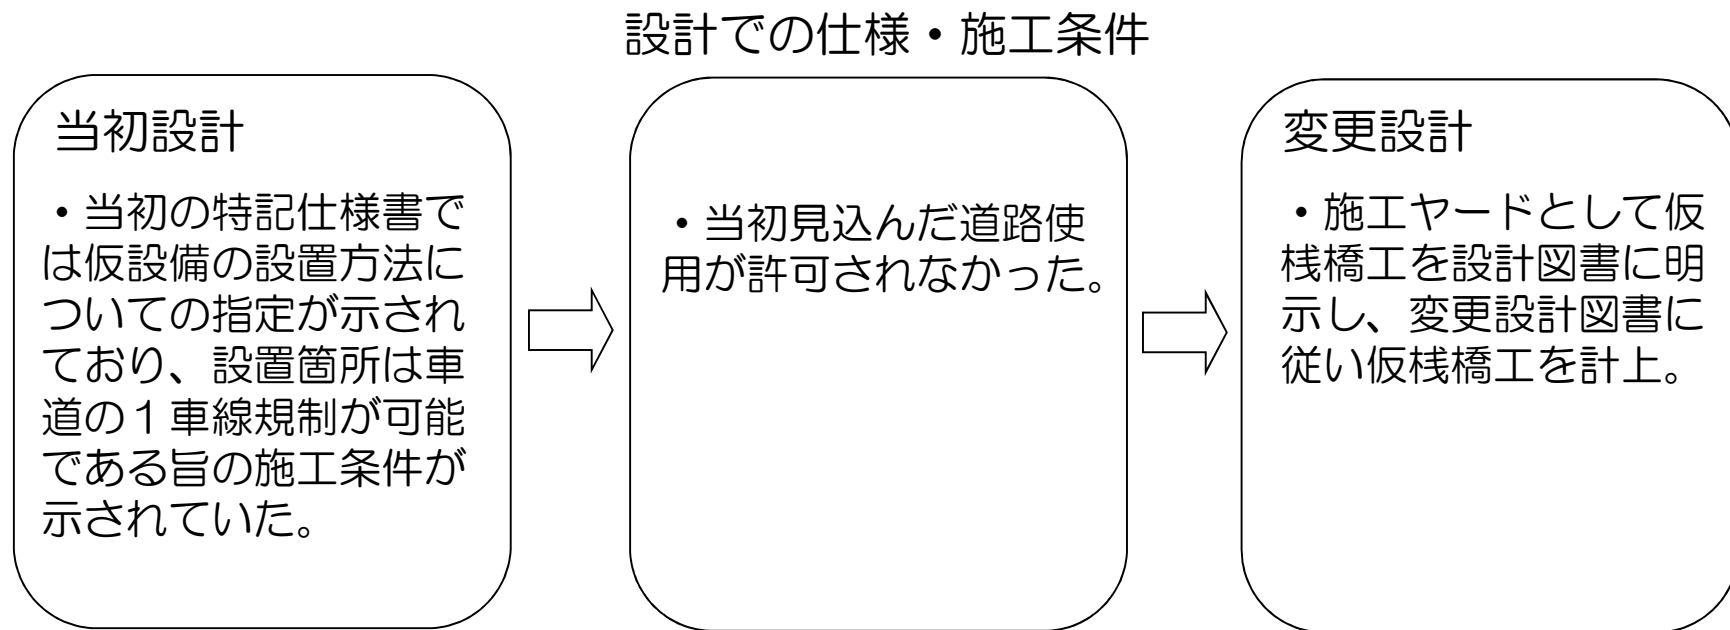 設計での仕様・施工条件
当初設計
・当初の特記仕様書で
は仮設備の設置方法に
ついての指定が示され
ており、設置箇所は車
道の１車線規制が可能
である旨の施工条件が
示されていた。
・当初見込んだ道路使
用が許可されなかった。
変更設計
・施工ヤードとして仮
桟橋工を設計図書に明
示し、変更設計図書に
従い仮桟橋工を計上。